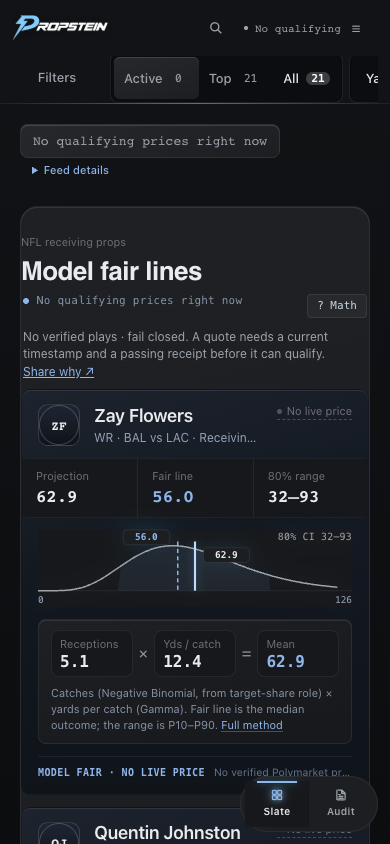 PROPSTEIN
No qualifying
Filters
Active 0
Top 21
All 21
Ya
No qualifying prices right now
Feed details
NFL receiving props
Model fair lines
No qualifying prices right now
? Math
No verified plays · fail closed. A quote needs a current
timestamp and a passing receipt before it can qualify.
Share why ↗
ZF
Zay Flowers
WR · BAL vs LAC · Receivin…
No live price
Projection
62.9
Fair line
56.0
80% range
32–93
56.0
62.9
80% CI 32–93
0
126
Receptions
5.1
×
Yds / catch
12.4
=
Mean
62.9
Catches (Negative Binomial, from target-share role) ×
yards per catch (Gamma). Fair line is the median
outcome; the range is P10–P90. Full method
MODEL FAIR · NO LIVE PRICE
No verified Polymarket pr…
Slate
Audit
Quentin Johnston